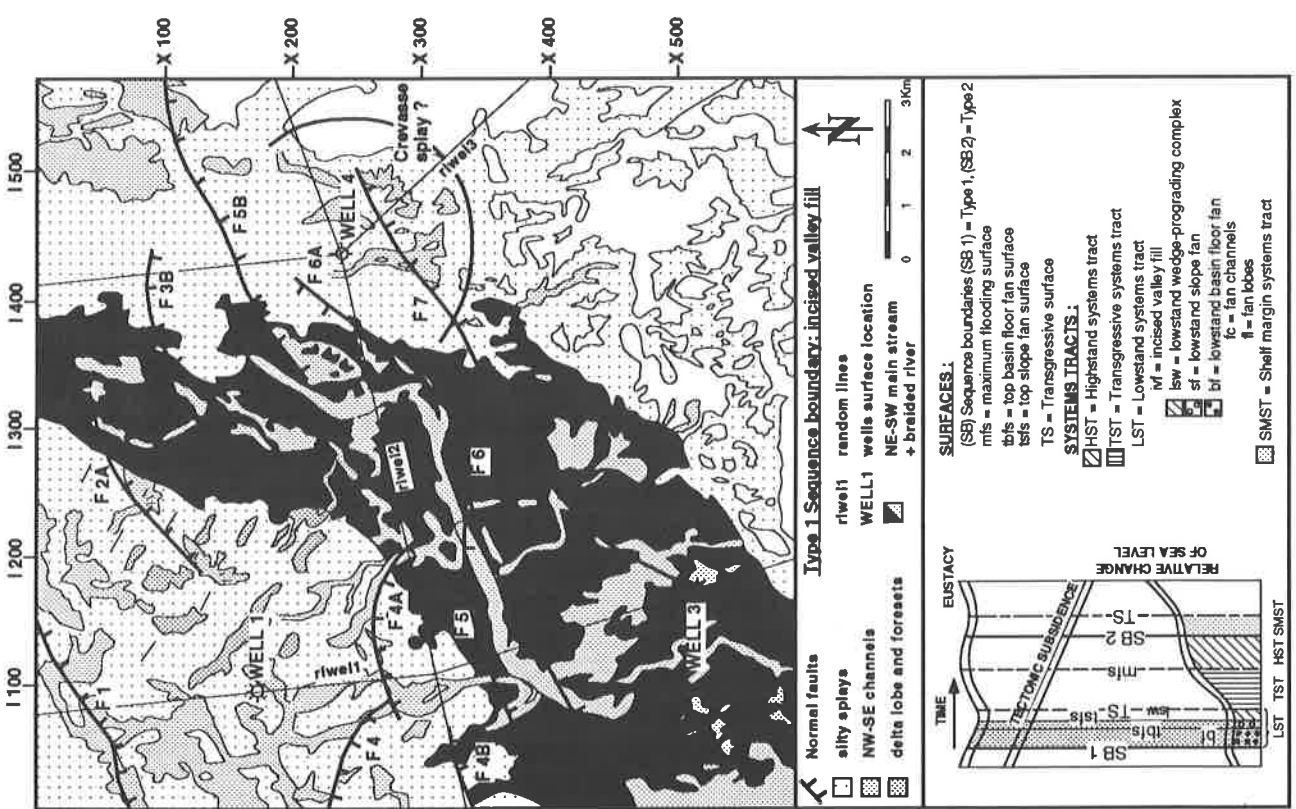 I 100
I 200
I 300
I 400
I 500
X 100
X 200
X 300
X 400
X 500
F 1
F 2A
F 3B
F 5B
WELL 1
F 6A
WELL 4
Crevasse
splay ?
rlwel1
rlwel2
rlwel3
F 4
F 4A
F 7
F 5
F 6
F 4B
WELL 3
Type 1 Sequence boundary: incised valley fill
Normal faults
silty splays
NW-SE channels
delta lobe and foresets
rlwel1 random lines
WELL1 wells surface location
NE-SW main stream
+ braided river
N
0 1 2 3Km
TIME
EUSTACY
TECTONIC SUBSIDENCE
RELATIVE CHANGE
OF SEA LEVEL
SB 1
bf
tbfs
tsfs
lsw
TS
mfs
SB 2
TS
LST TST HST SMST
SURFACES :
(SB) Sequence boundaries (SB 1) = Type 1, (SB 2) = Type 2
mfs = maximum flooding surface
tbfs = top basin floor fan surface
tsfs = top slope fan surface
TS = Transgressive surface
SYSTEMS TRACTS :
HST = Highstand systems tract
TST = Transgressive systems tract
LST = Lowstand systems tract
ivf = incised valley fill
lsw = lowstand wedge-prograding complex
sf = lowstand slope fan
bf = lowstand basin floor fan
fc = fan channels
fl = fan lobes
SMST = Shelf margin systems tract